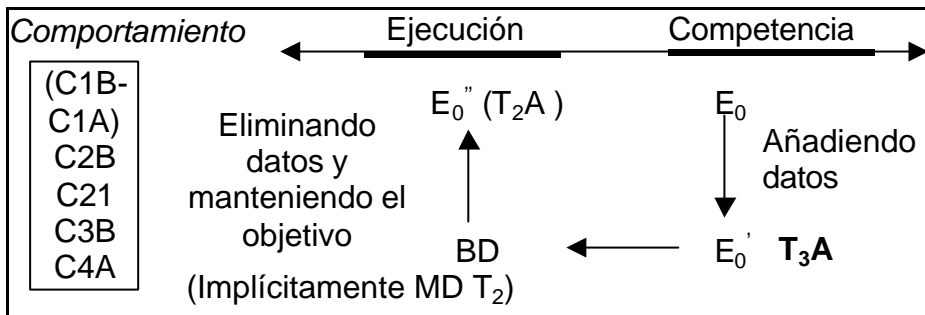 Comportamiento
Ejecución
Competencia
(C1B-
C1A)
C2B
C21
C3B
C4A
Eliminando
datos y
manteniendo el
objetivo
E₀” (T₂A )
BD
(Implícitamente MD T₂)
E₀
Añadiendo
datos
E₀’ T₃A